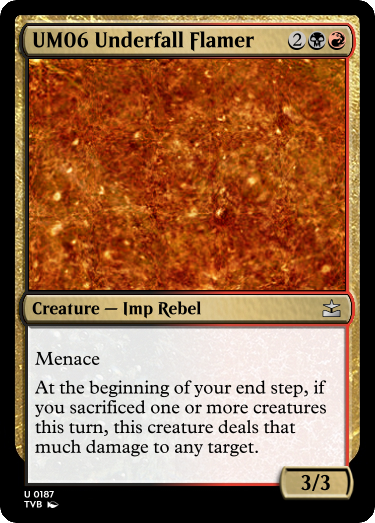 UM06 Underfall Flamer 2
Creature — Imp Rebel
Menace
At the beginning of your end step, if
you sacrificed one or more creatures
this turn, this creature deals that
much damage to any target.
3/3
U 0187
TVB